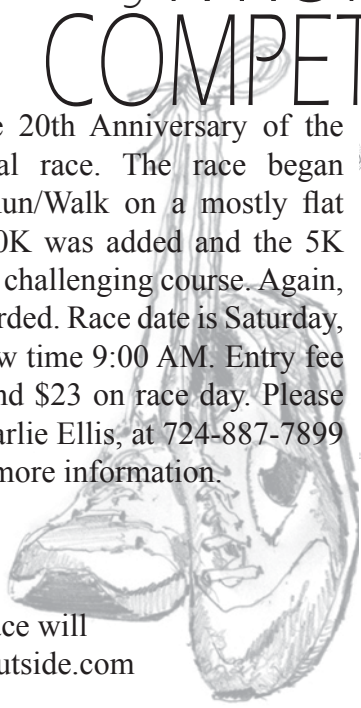 COMPET
e 20th Anniversary of the
al race. The race began
un/Walk on a mostly flat
0K was added and the 5K
challenging course. Again,
rded. Race date is Saturday,
w time 9:00 AM. Entry fee
nd $23 on race day. Please
arlie Ellis, at 724-887-7899
more information.
ce will
utside.com